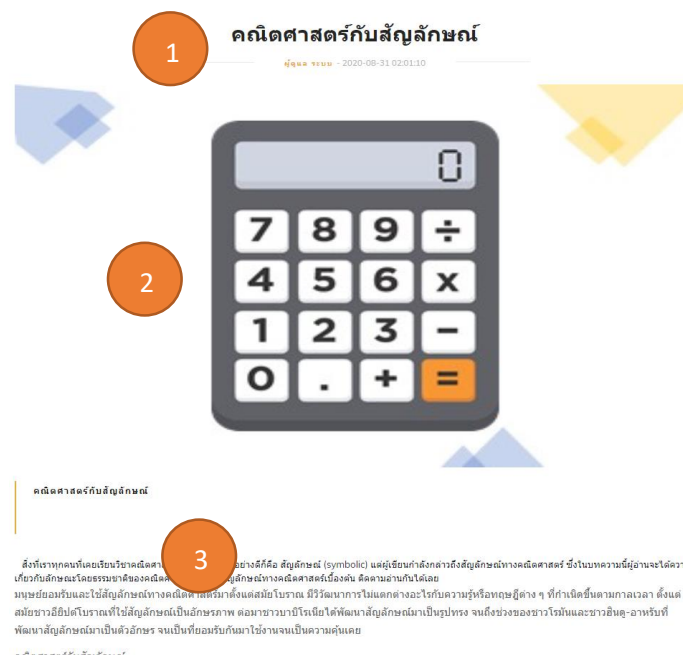 คณิตศาสตร์กับสัญลักษณ์
1
ผู้ดูแล ระบบ - 2020-08-31 02:01:10
0
7 8 9 ÷
4 5 6 x
2
1 2 3 −
0 . + =
คณิตศาสตร์กับสัญลักษณ์
3
สิ่งที่เราทุกคนที่เคยเรียนวิชาคณิตศา อย่างดีก็คือ สัญลักษณ์ (symbolic) แต่ผู้เขียนกำลังกล่าวถึงสัญลักษณ์ทางคณิตศาสตร์ ซึ่งในบทความนี้ผู้อ่านจะได้ความ
เกี่ยวกับลักษณะโดยธรรมชาติของคณิต ญลักษณ์ทางคณิตศาสตร์เบื้องต้น ติดตามอ่านกันได้เลย
มนุษย์ยอมรับและใช้สัญลักษณ์ทางคณิตศาสตร์มาตั้งแต่สมัยโบราณ มีวิวัฒนาการไม่แตกต่างอะไรกับความรู้หรือทฤษฎีต่าง ๆ ที่กำเนิดขึ้นตามกาลเวลา ตั้งแต่
สมัยชาวอียิปต์โบราณที่ใช้สัญลักษณ์เป็นอักษรภาพ ต่อมาชาวบาบิโรเนียได้พัฒนาสัญลักษณ์มาเป็นรูปทรง จนถึงช่วงของชาวโรมันและชาวฮินดู-อาหรับที่
พัฒนาสัญลักษณ์มาเป็นตัวอักษร จนเป็นที่ยอมรับกันมาใช้งานจนเป็นความคุ้นเคย